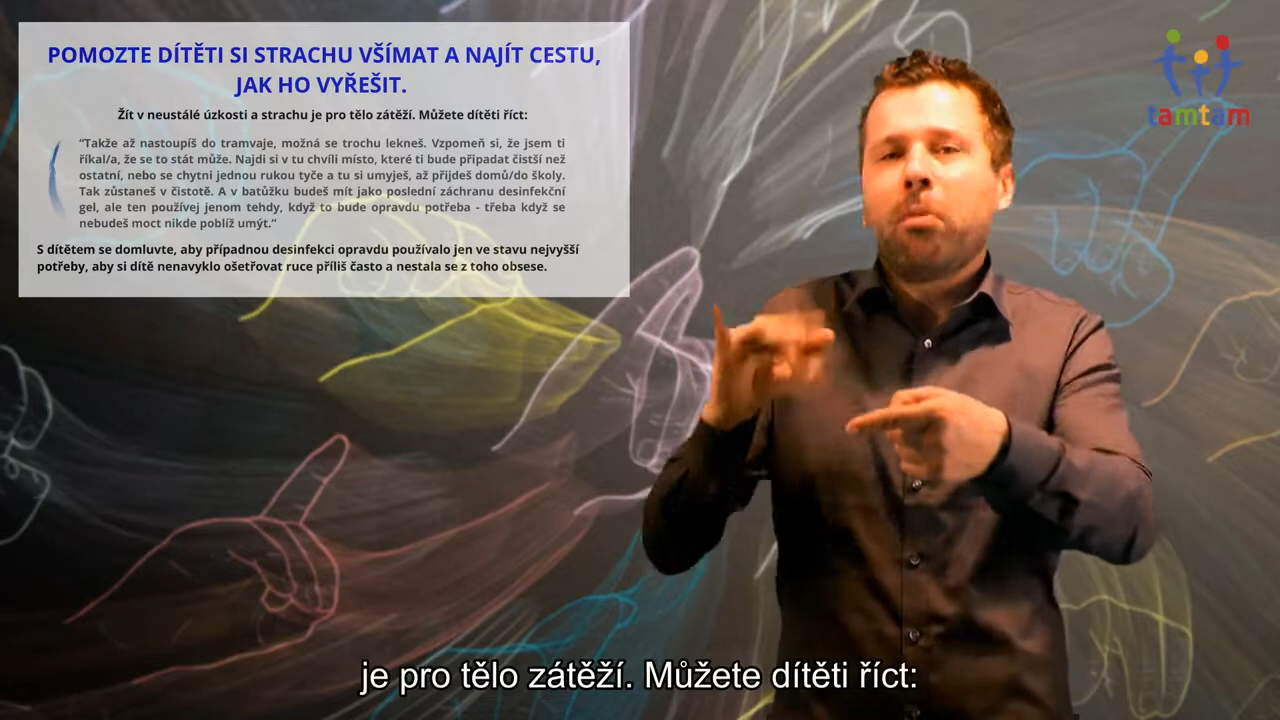 POMOZTE DÍTĚTI SI STRACHU VŠÍMAT A NAJÍT CESTU,
JAK HO VYŘEŠIT.
Žít v neustálé úzkosti a strachu je pro tělo zátěží. Můžete dítěti říct:
“Takže až nastoupíš do tramvaje, možná se trochu lekneš. Vzpomeň si, že jsem ti
říkal/a, že se to stát může. Najdi si v tu chvíli místo, které ti bude připadat čistší než
ostatní, nebo se chytni jednou rukou tyče a tu si umyješ, až přijdeš domů/do školy.
Tak zůstaneš v čistotě. A v batůžku budeš mít jako poslední záchranu desinfekční
gel, ale ten používej jenom tehdy, když to bude opravdu potřeba - třeba když se
nebudeš moct nikde poblíž umýt.”
S dítětem se domluvte, aby případnou desinfekci opravdu používalo jen ve stavu nejvyšší
potřeby, aby si dítě nenavyklo ošetřovat ruce příliš často a nestala se z toho obsese.
tamtam
je pro tělo zátěží. Můžete dítěti říct: